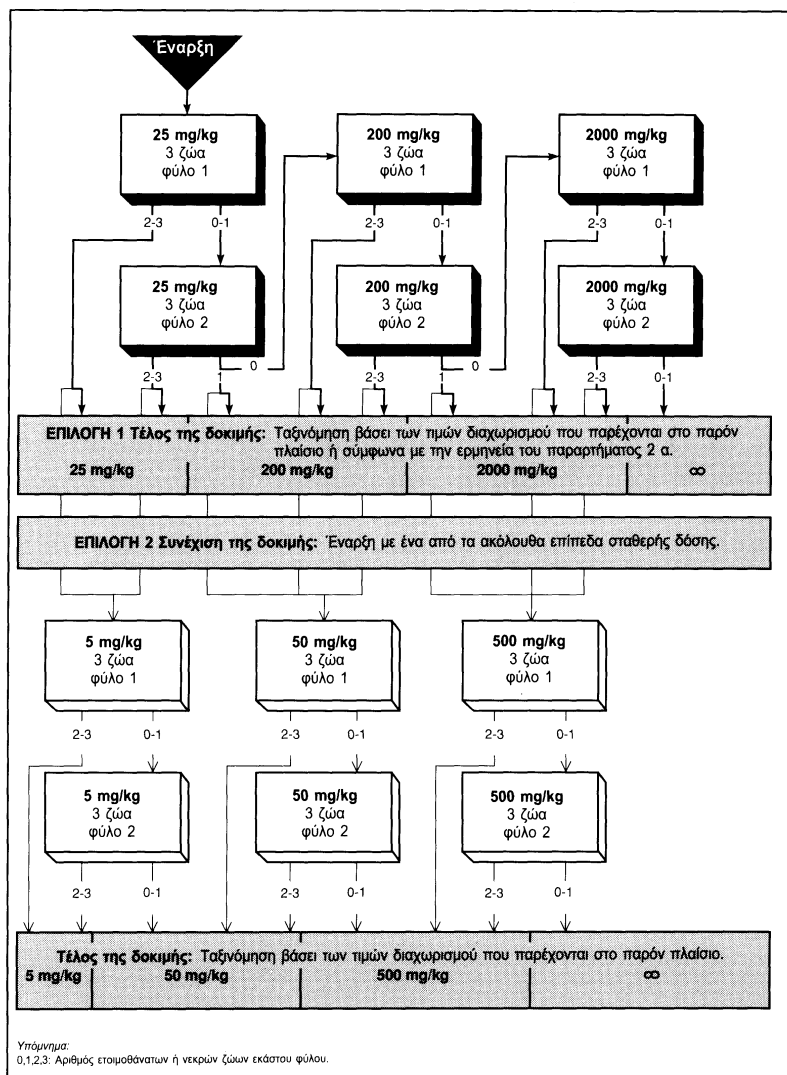 Έναρξη
25 mg/kg
3 ζώα
φύλο 1
200 mg/kg
3 ζώα
φύλο 1
2000 mg/kg
3 ζώα
φύλο 1
2-3 0-1 2-3 0-1 2-3 0-1
25 mg/kg
3 ζώα
φύλο 2
200 mg/kg
3 ζώα
φύλο 2
2000 mg/kg
3 ζώα
φύλο 2
2-3 1 0 2-3 1 0 2-3 0-1
ΕΠΙΛΟΓΗ 1 Τέλος της δοκιμής: Ταξινόμηση βάσει των τιμών διαχωρισμού που παρέχονται στο παρόν
πλαίσιο ή σύμφωνα με την ερμηνεία του παραρτήματος 2 α.
25 mg/kg 200 mg/kg 2000 mg/kg ∞
ΕΠΙΛΟΓΗ 2 Συνέχιση της δοκιμής: Έναρξη με ένα από τα ακόλουθα επίπεδα σταθερής δόσης.
5 mg/kg
3 ζώα
φύλο 1
50 mg/kg
3 ζώα
φύλο 1
500 mg/kg
3 ζώα
φύλο 1
2-3 0-1 2-3 0-1 2-3 0-1
5 mg/kg
3 ζώα
φύλο 2
50 mg/kg
3 ζώα
φύλο 2
500 mg/kg
3 ζώα
φύλο 2
2-3 0-1 2-3 0-1 2-3 0-1
Τέλος της δοκιμής: Ταξινόμηση βάσει των τιμών διαχωρισμού που παρέχονται στο παρόν πλαίσιο.
5 mg/kg 50 mg/kg 500 mg/kg ∞
Υπόμνημα:
0,1,2,3: Αριθμός ετοιμοθάνατων ή νεκρών ζώων εκάστου φύλου.